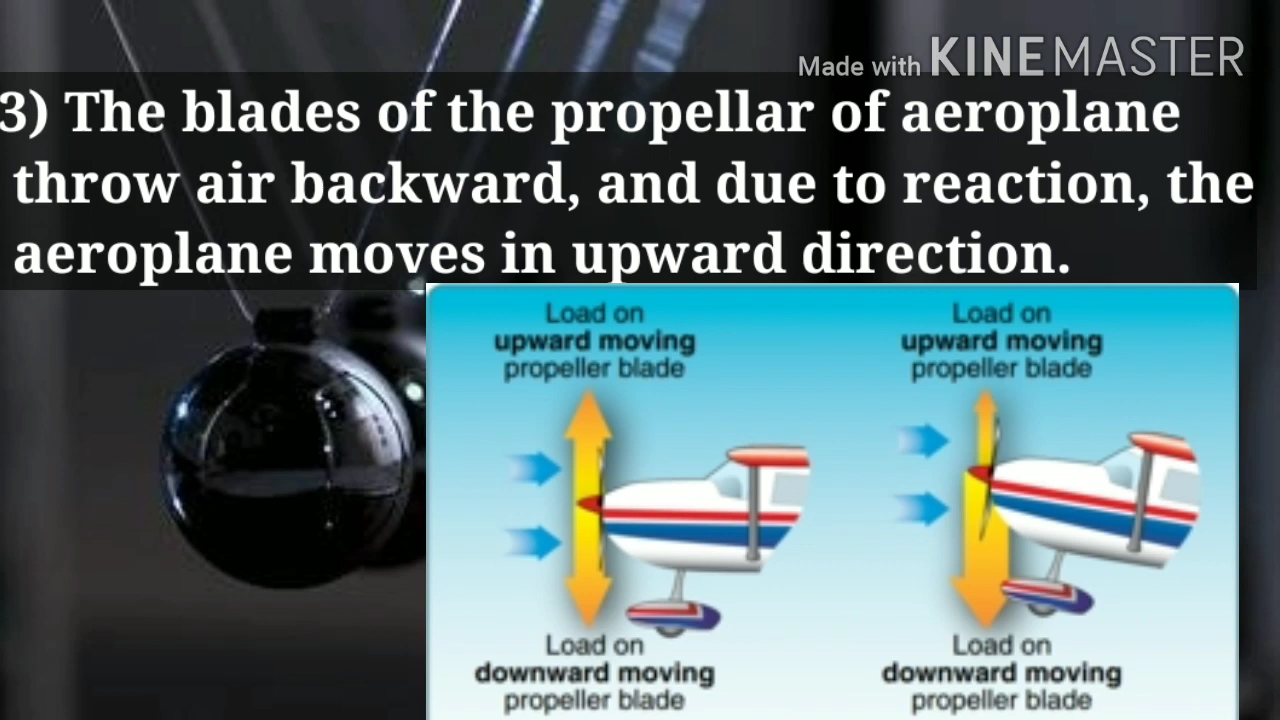 Made with KINEMASTER
3) The blades of the propellar of aeroplane
throw air backward, and due to reaction, the
aeroplane moves in upward direction.
Load on
upward moving
propeller blade
Load on
upward moving
propeller blade
Load on
downward moving
propeller blade
Load on
downward moving
propeller blade